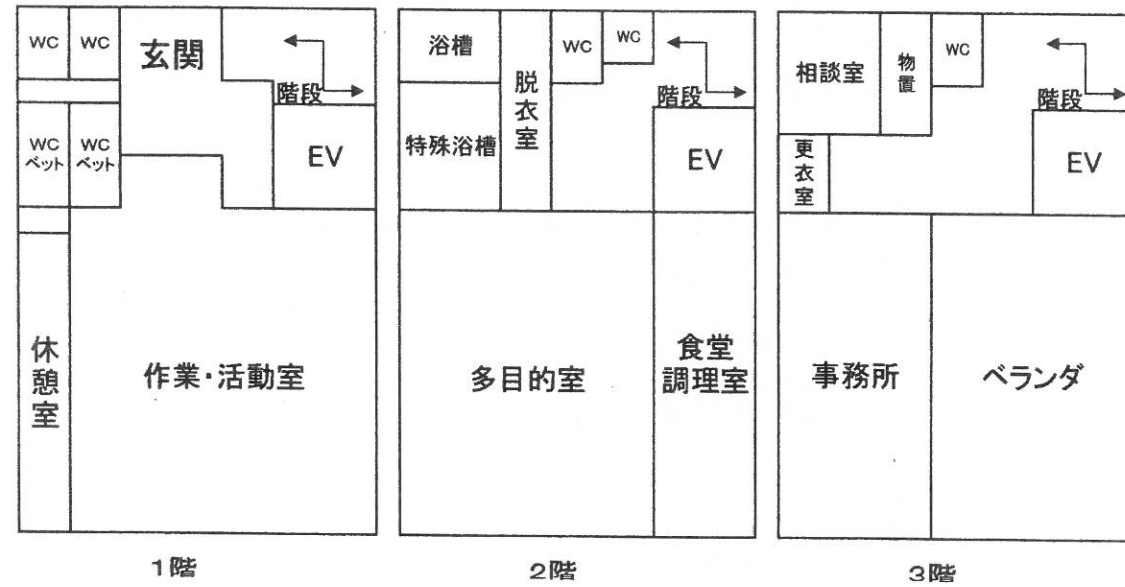 WC
WC
玄関
階段
WC
ベット
WC
ベット
EV
休憩室
作業・活動室
1階
浴槽
脱衣室
WC
WC
階段
特殊浴槽
EV
多目的室
食堂
調理室
2階
相談室
物置
WC
階段
更衣室
EV
事務所
ベランダ
3階